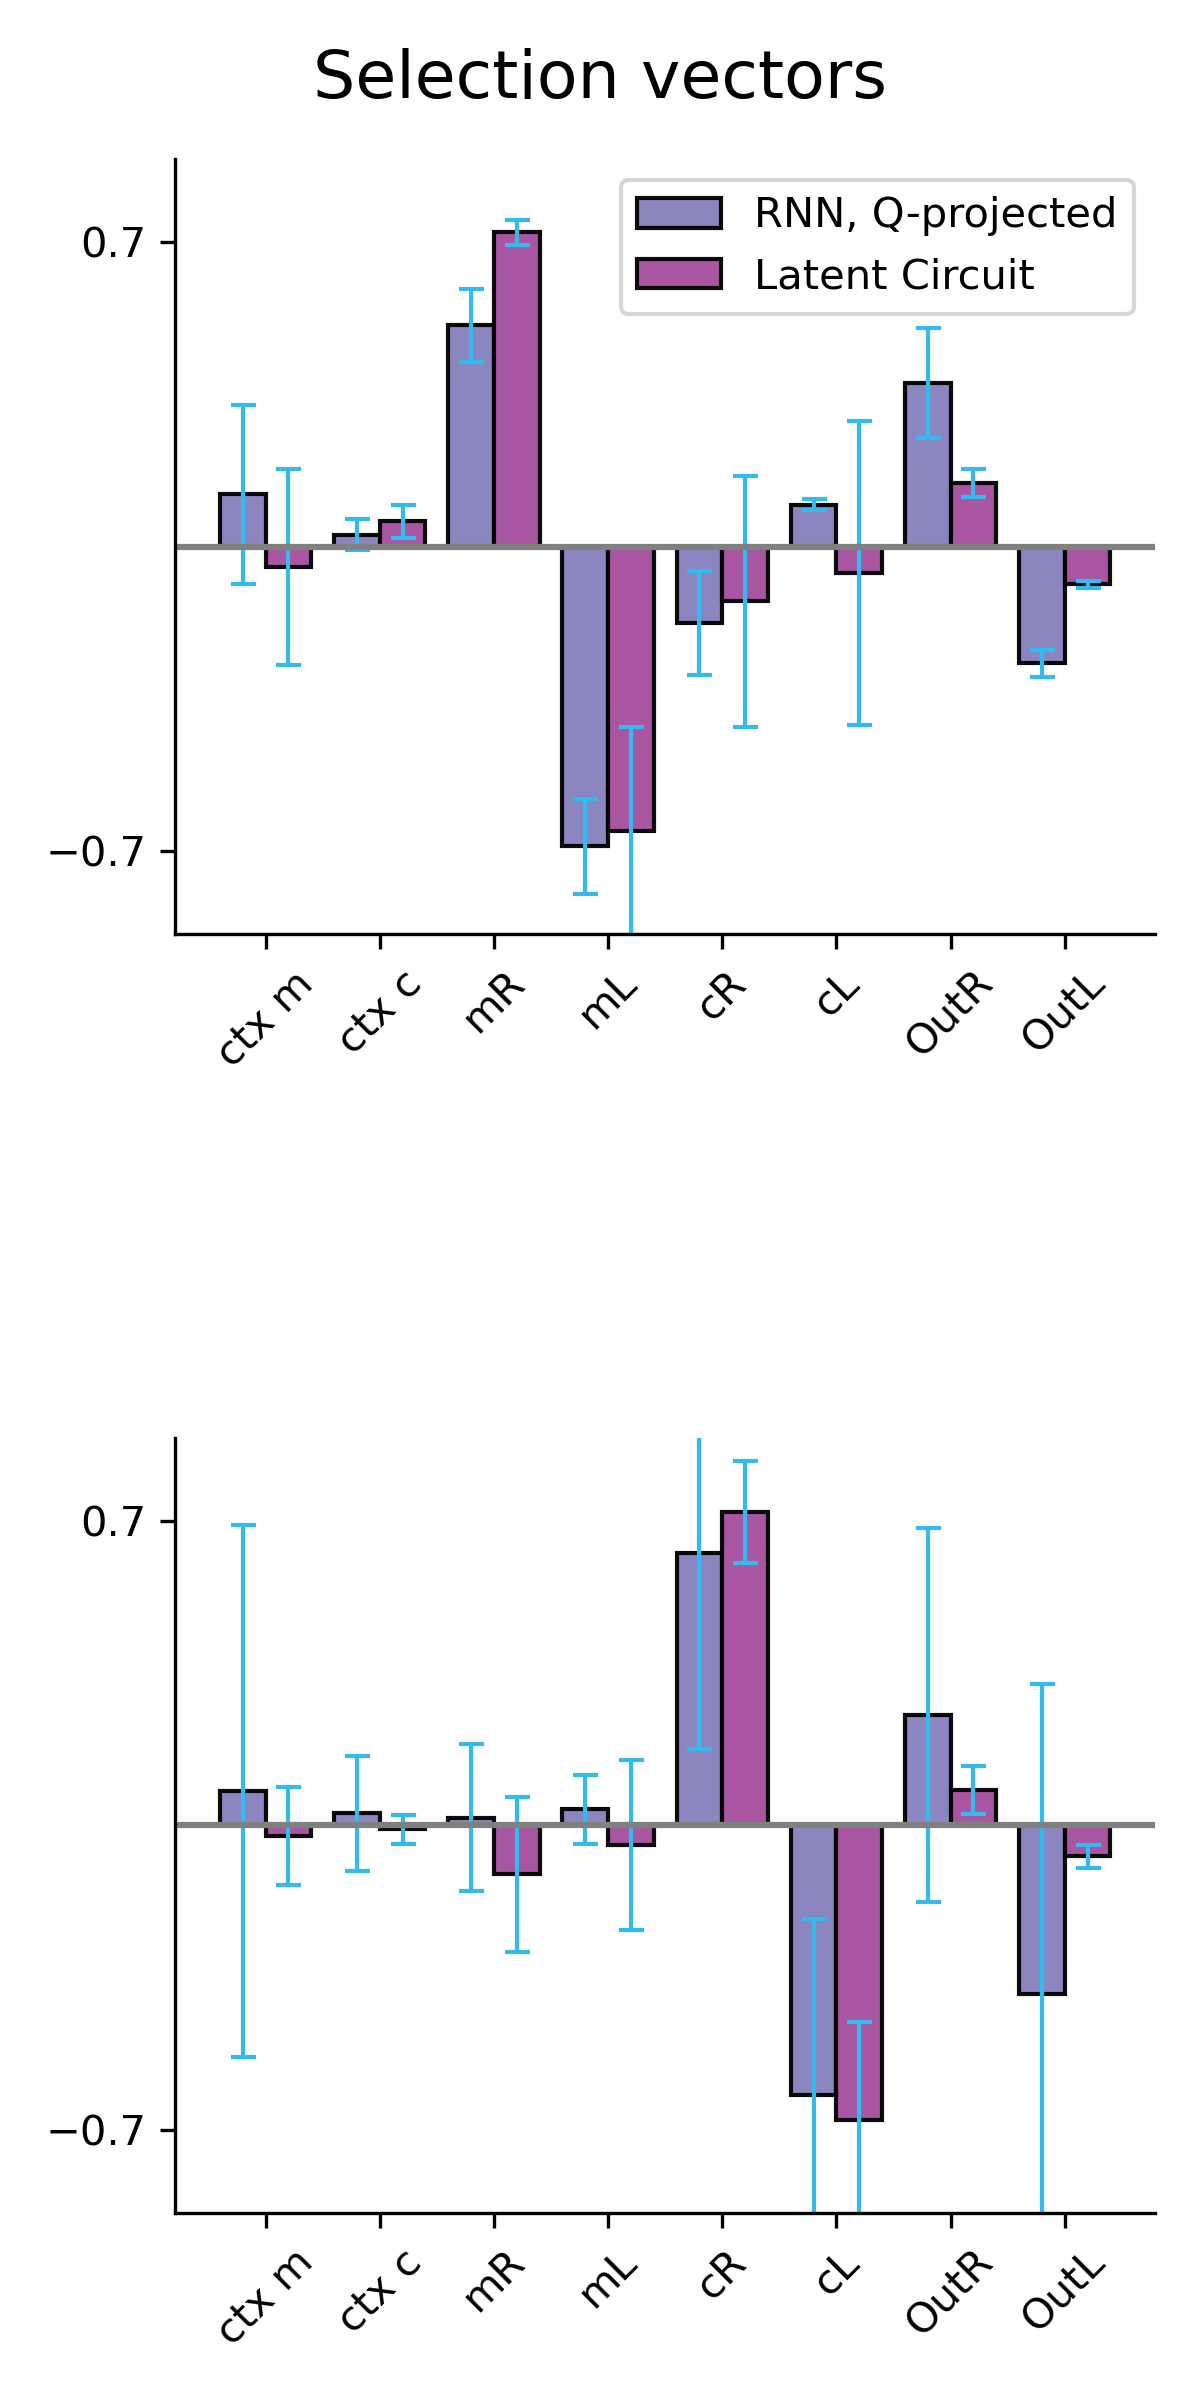 Selection vectors
RNN, Q-projected
Latent Circuit
0.7
−0.7
ctx m
ctx c
mR
mL
cR
cL
OutR
OutL
0.7
−0.7
ctx m
ctx c
mR
mL
cR
cL
OutR
OutL